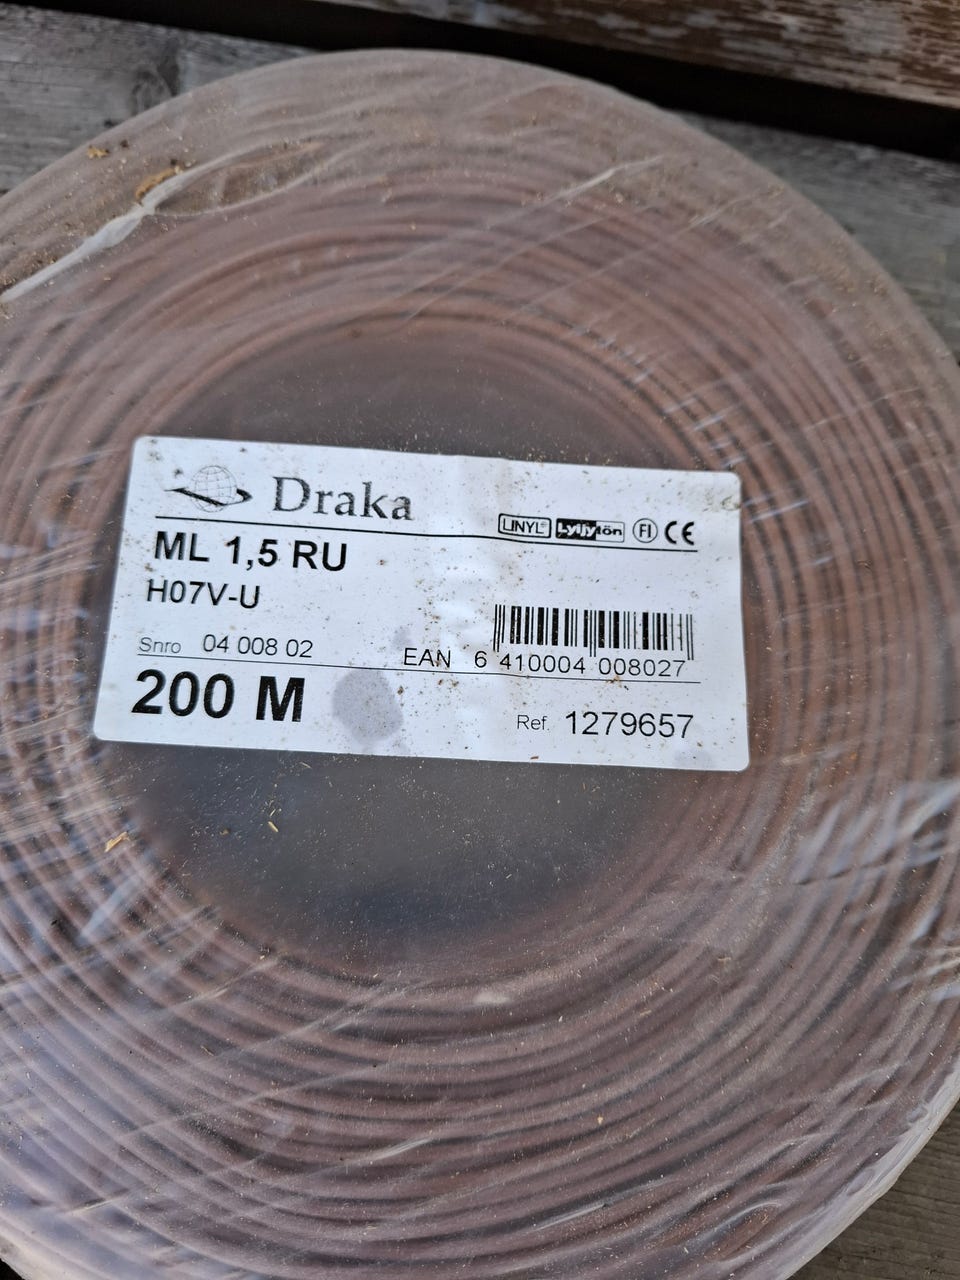 Draka
LINYL® Lyijytön FI CE
ML 1,5 RU
H07V-U
Snro 04 008 02
EAN 6 410004 008027
200 M
Ref. 1279657